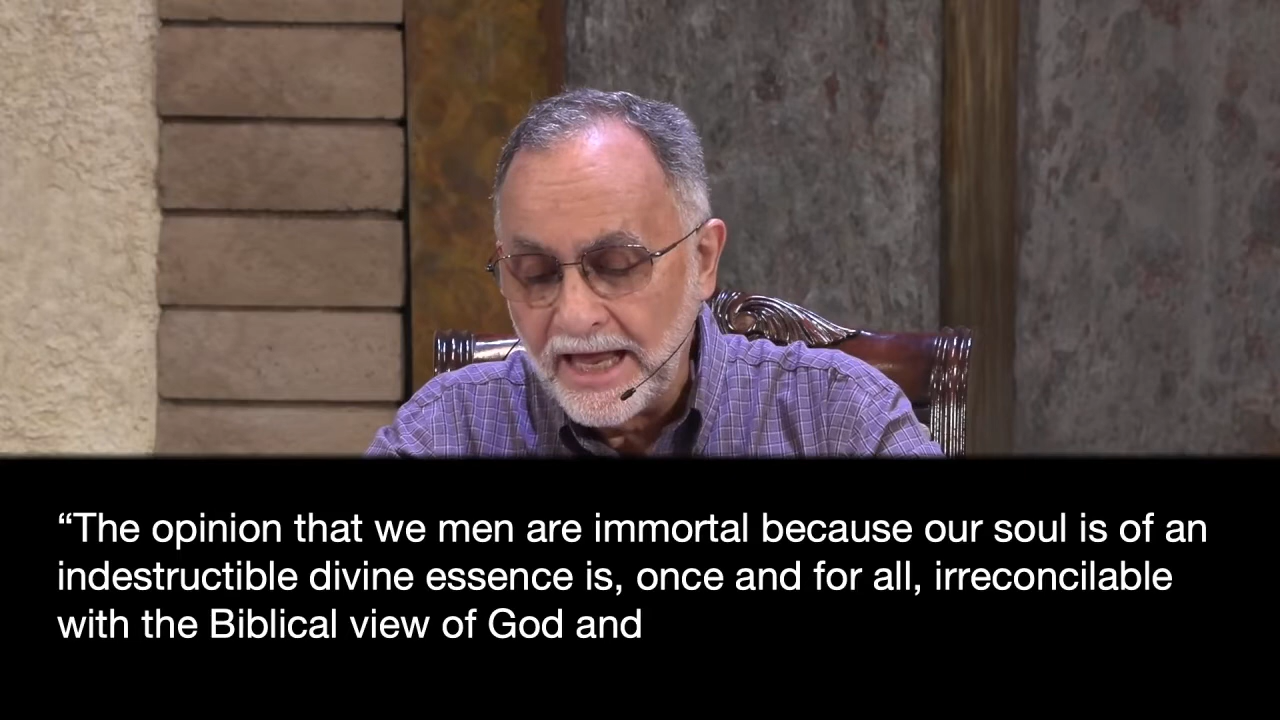 “The opinion that we men are immortal because our soul is of an
indestructible divine essence is, once and for all, irreconcilable
with the Biblical view of God and